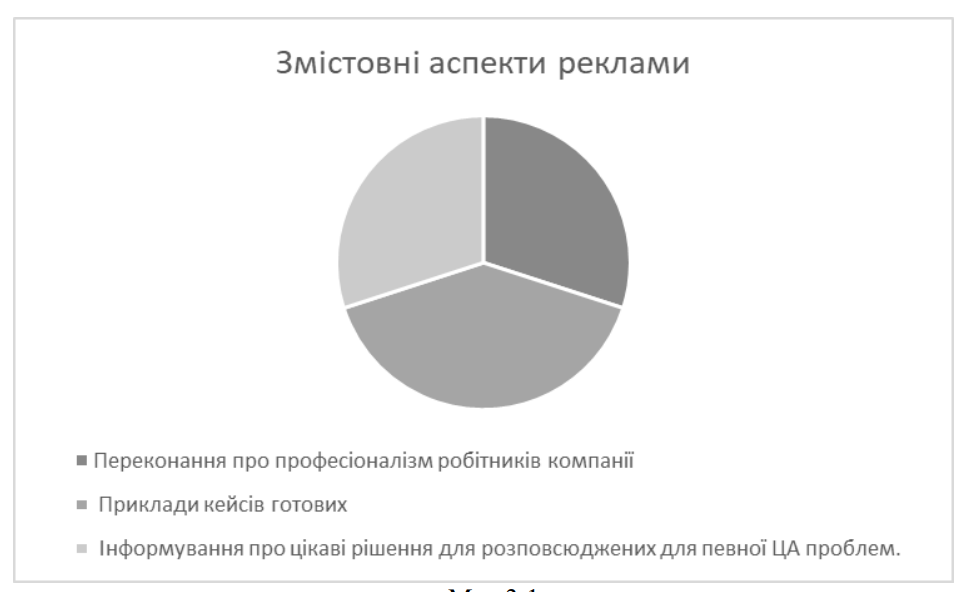 Змістовні аспекти реклами
Переконання про професіоналізм робітників компанії
Приклади кейсів готових
Інформування про цікаві рішення для розповсюджених для певної ЦА проблем.